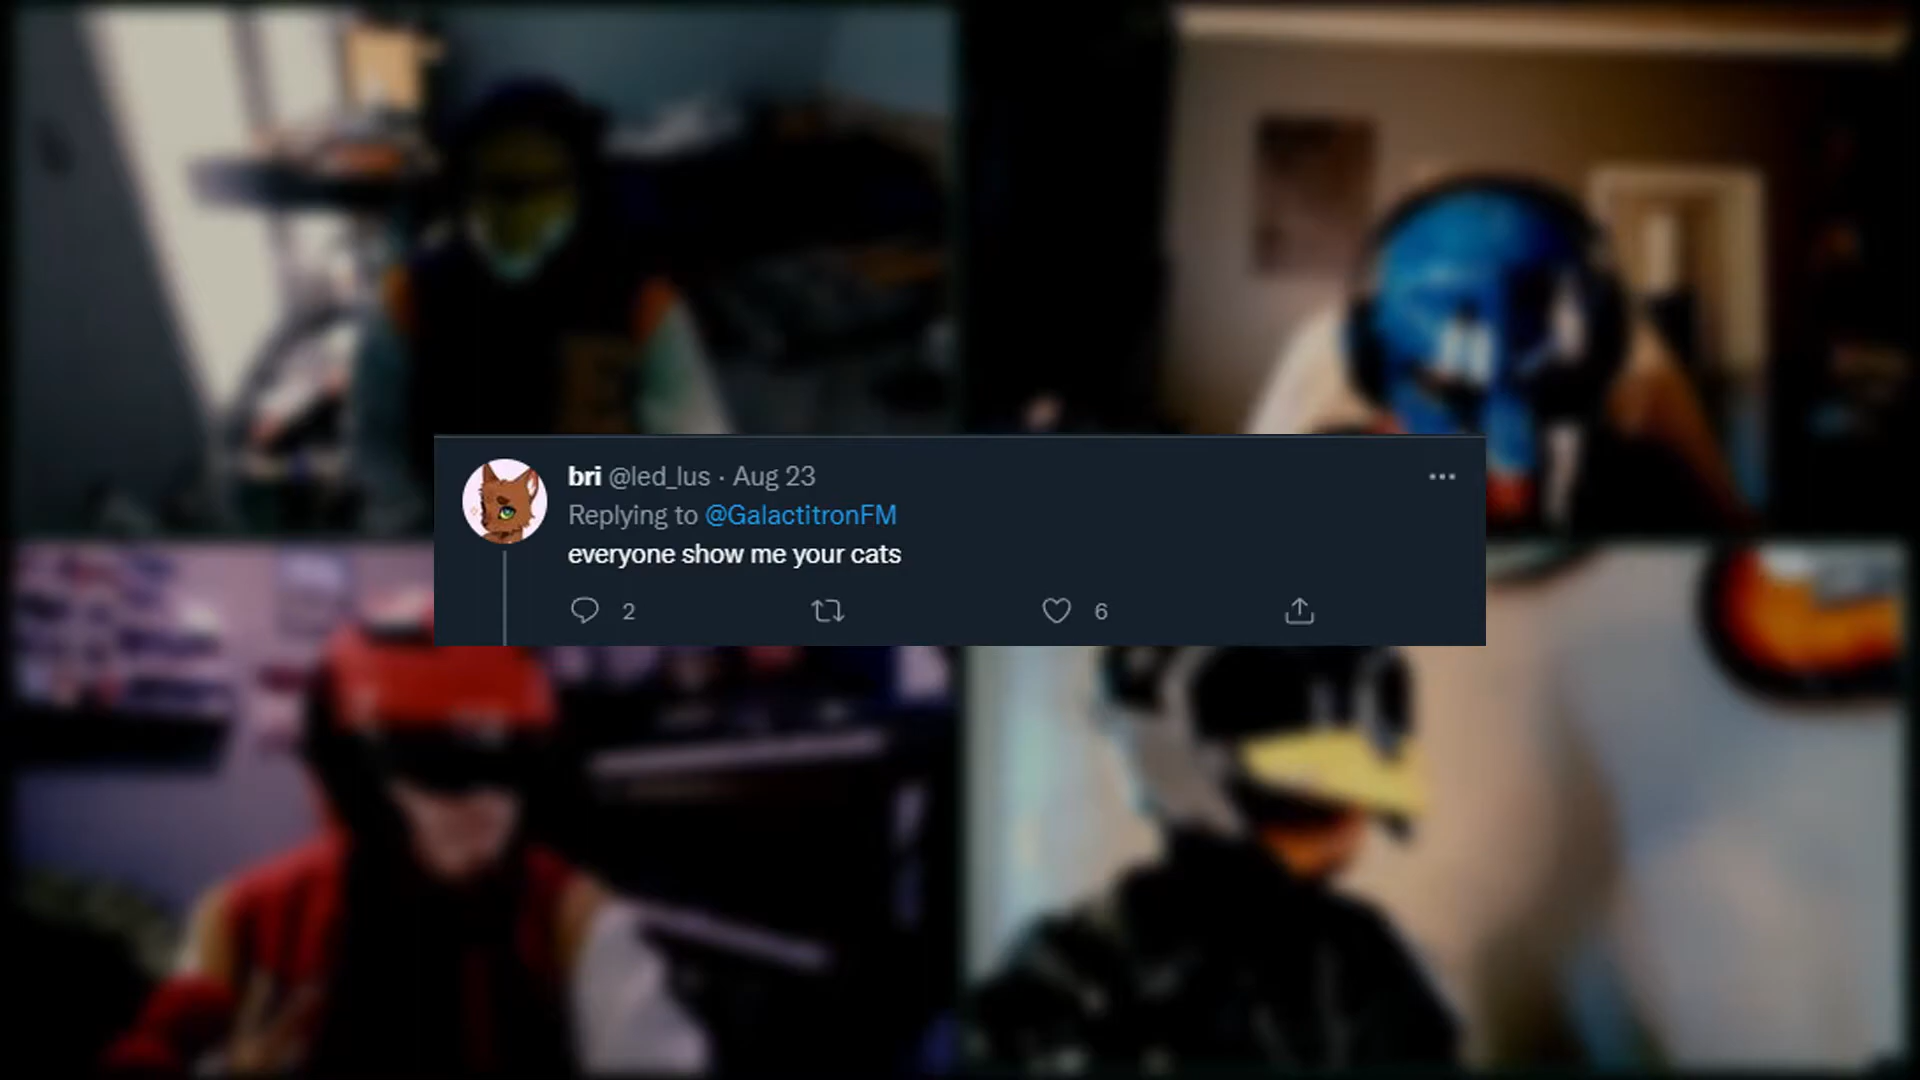 bri @led_lus · Aug 23
Replying to @GalactitronFM
everyone show me your cats
2 6